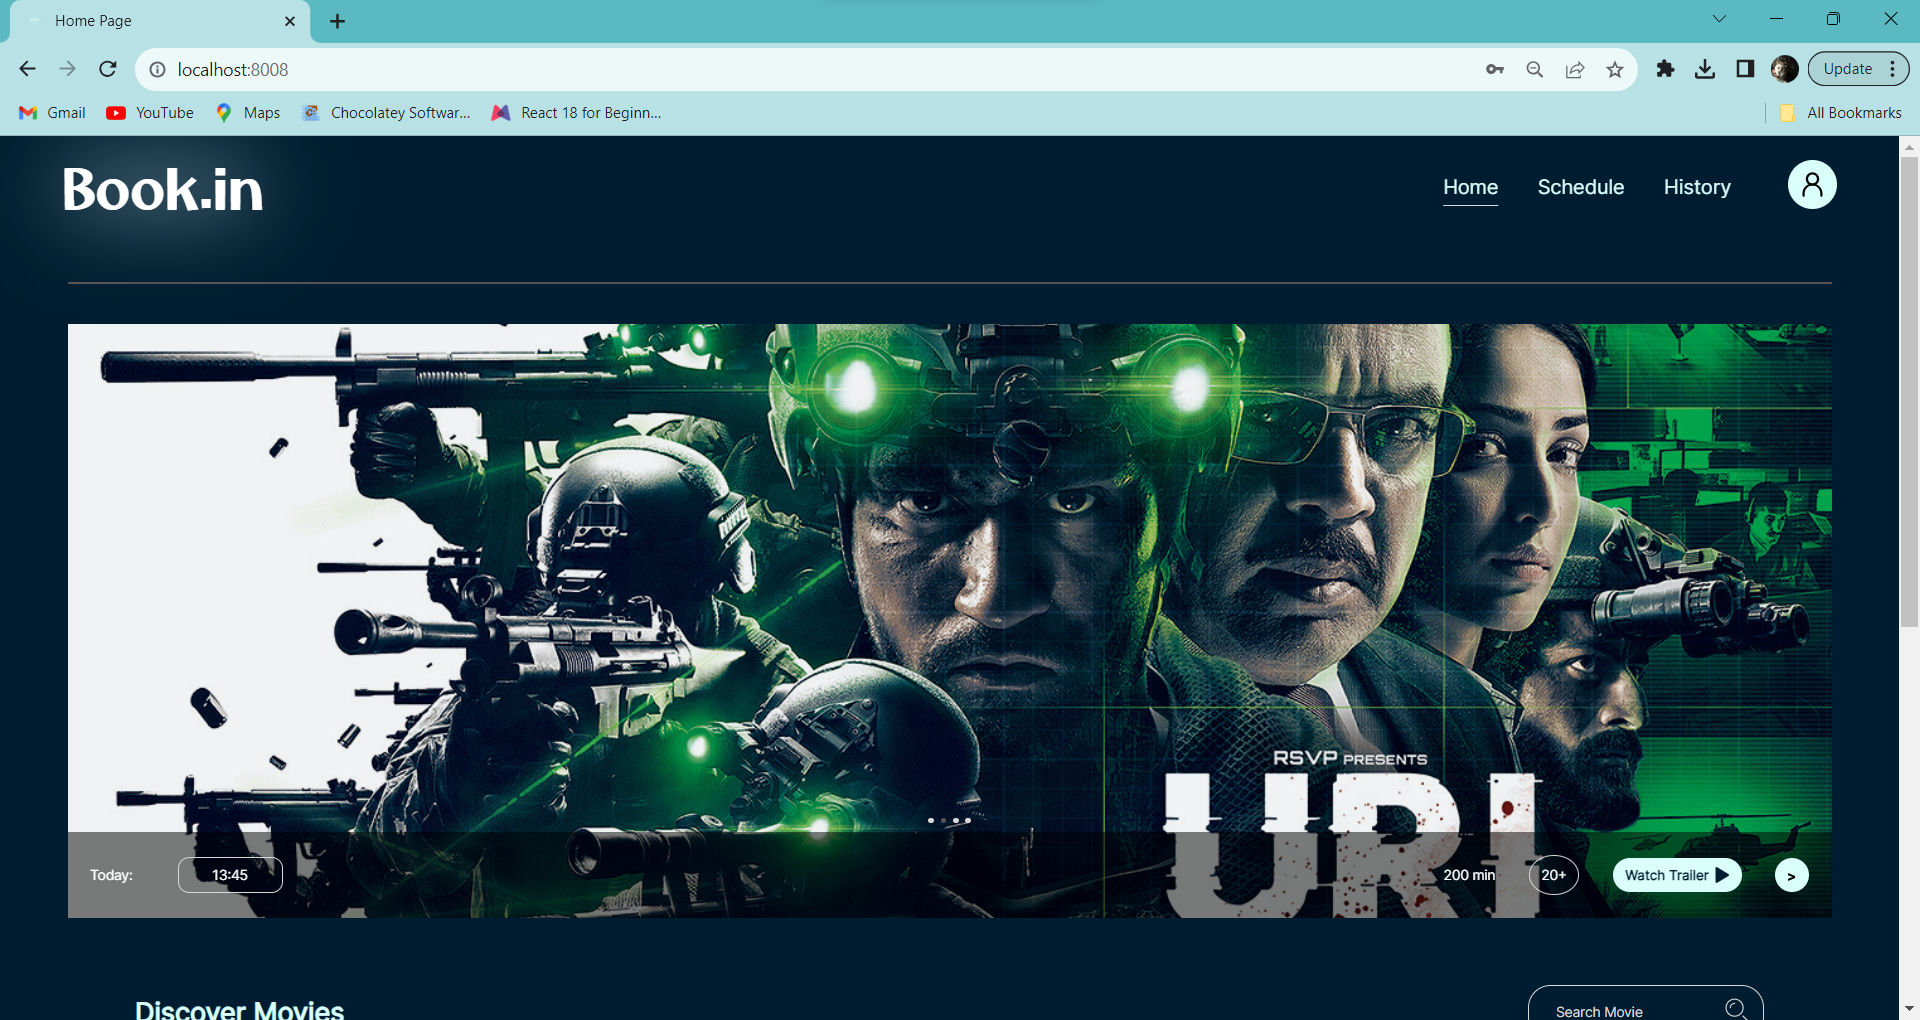 Home Page
localhost:8008
Update
Gmail YouTube Maps Chocolatey Softwar... React 18 for Beginn... All Bookmarks
Book.in Home Schedule History
RSVP PRESENTS
URI
Today: 13:45 200 min 20+ Watch Trailer >
Discover Movies Search Movie